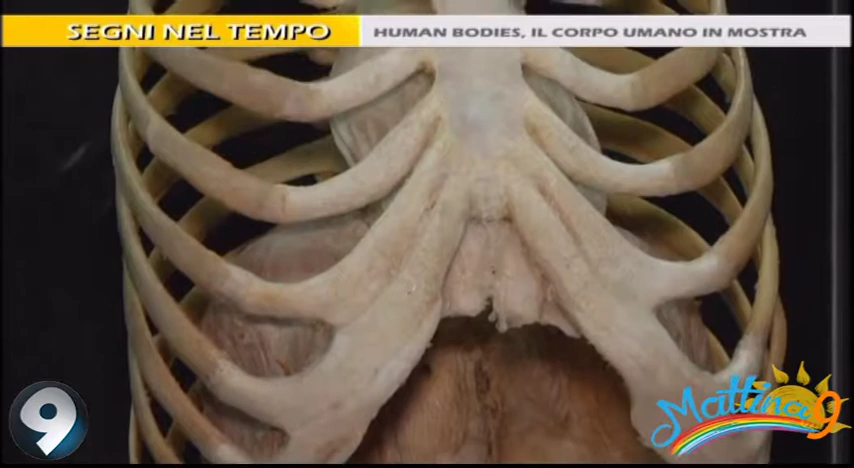 SEGNI NEL TEMPO
HUMAN BODIES, IL CORPO UMANO IN MOSTRA
9
Mattina 9